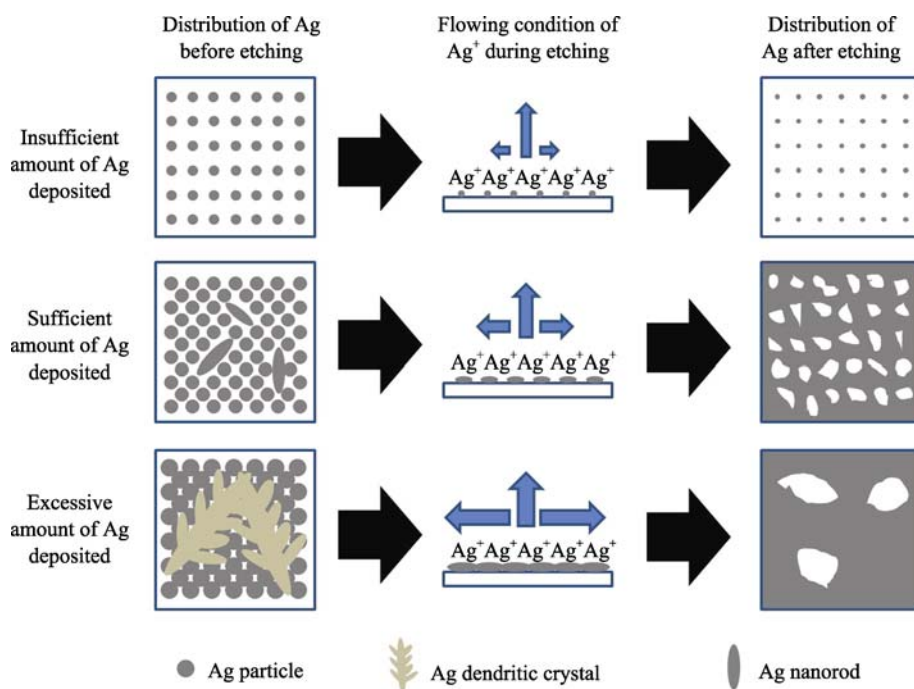 Distribution of Ag
before etching
Flowing condition of
Ag⁺ during etching
Distribution of
Ag after etching
Insufficient
amount of Ag
deposited
Ag⁺Ag⁺Ag⁺Ag⁺Ag⁺
Sufficient
amount of Ag
deposited
Ag⁺Ag⁺Ag⁺Ag⁺Ag⁺
Excessive
amount of Ag
deposited
Ag⁺Ag⁺Ag⁺Ag⁺Ag⁺
Ag particle
Ag dendritic crystal
Ag nanorod